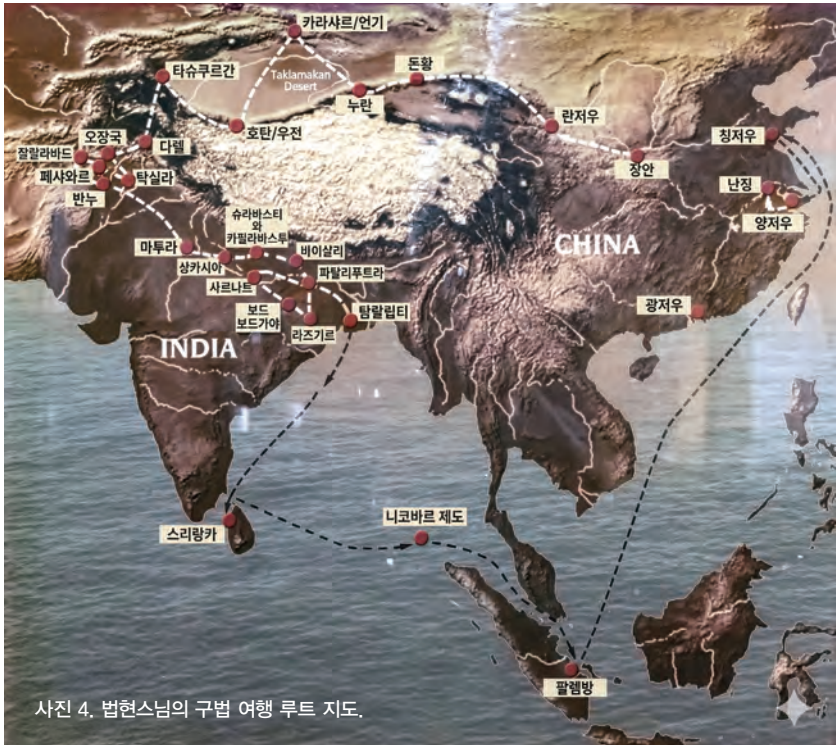 카라샤르/언기
타슈쿠르간
Taklamakan
Desert
돈황
누란
호탄/우전
란저우
장안
칭저우
오장국
다렐
잘랄라바드
페샤와르
탁실라
반누
난징
양저우
슈라바스티
와
카필라바스투
마투라
바이샬리
상카시아
CHINA
사르나트
파탈리푸트라
보드
보드가야
탐랄립티
광저우
라즈기르
INDIA
스리랑카
니코바르 제도
팔렘방
사진 4. 법현스님의 구법 여행 루트 지도.